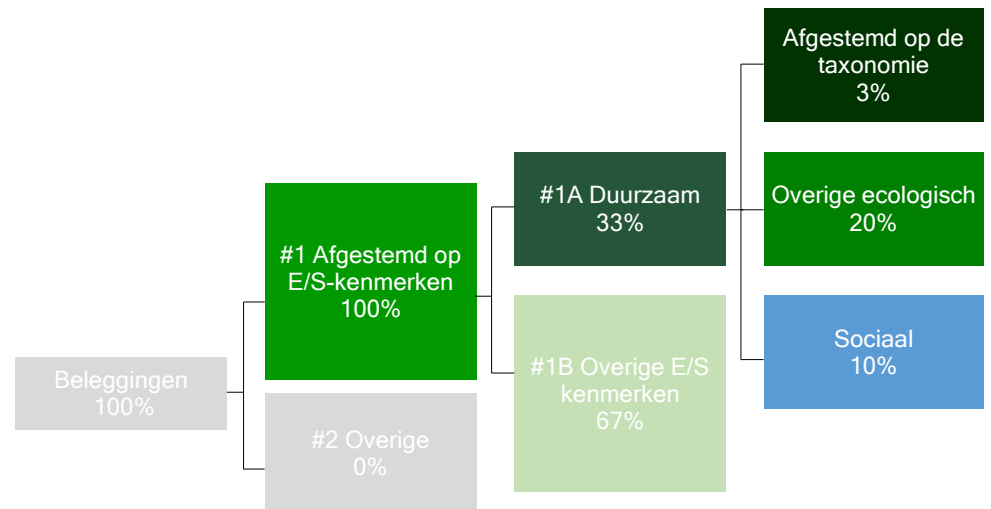 Beleggingen
100%
#1 Afgestemd op
E/S-kenmerken
100%
#2 Overige
0%
#1A Duurzaam
33%
#1B Overige E/S
kenmerken
67%
Afgestemd op de
taxonomie
3%
Overige ecologisch
20%
Sociaal
10%